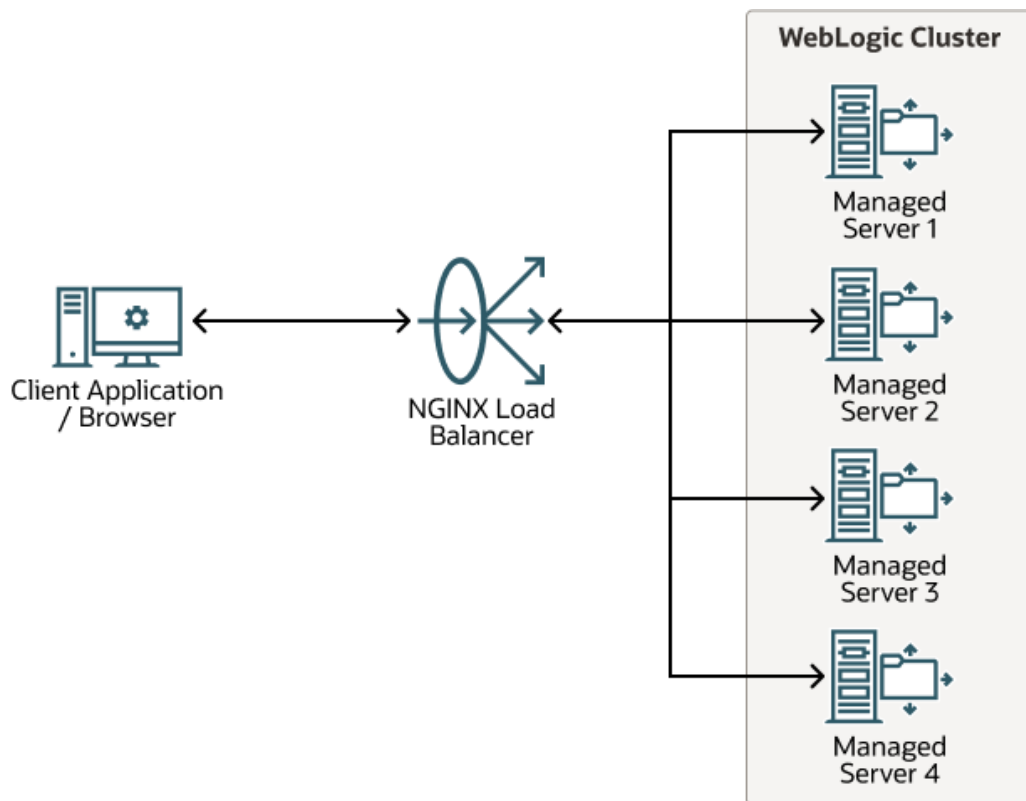 WebLogic Cluster
Managed
Server 1
Client Application
/ Browser
NGINX Load
Balancer
Managed
Server 2
Managed
Server 3
Managed
Server 4